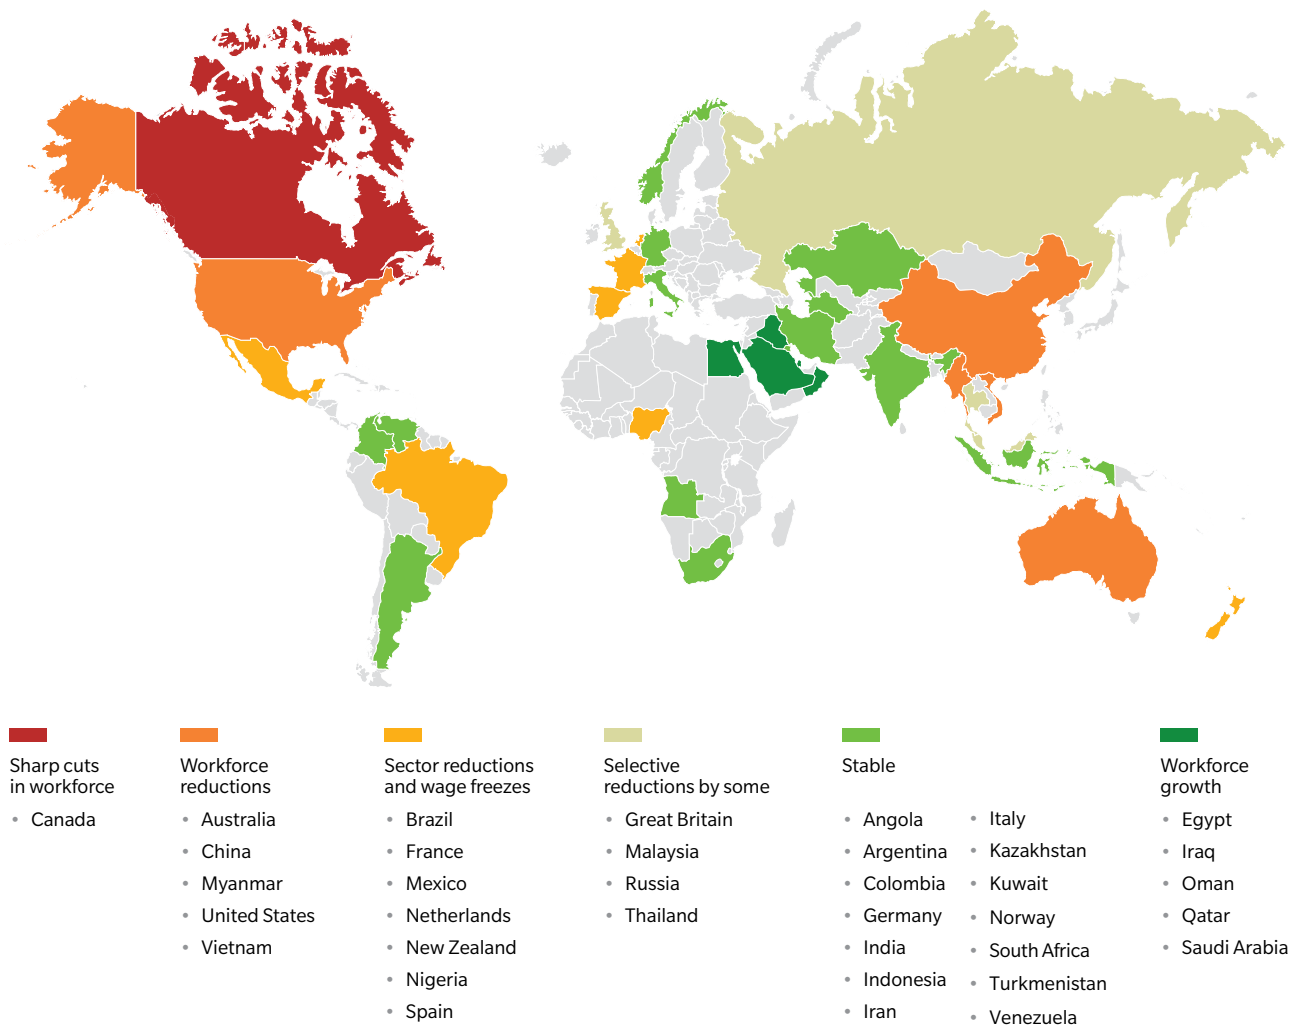 Sharp cuts
in workforce
• Canada
Workforce
reductions
• Australia
• China
• Myanmar
• United States
• Vietnam
Sector reductions
and wage freezes
• Brazil
• France
• Mexico
• Netherlands
• New Zealand
• Nigeria
• Spain
Selective
reductions by some
• Great Britain
• Malaysia
• Russia
• Thailand
Stable
• Angola
• Argentina
• Colombia
• Germany
• India
• Indonesia
• Iran
• Italy
• Kazakhstan
• Kuwait
• Norway
• South Africa
• Turkmenistan
• Venezuela
Workforce
growth
• Egypt
• Iraq
• Oman
• Qatar
• Saudi Arabia